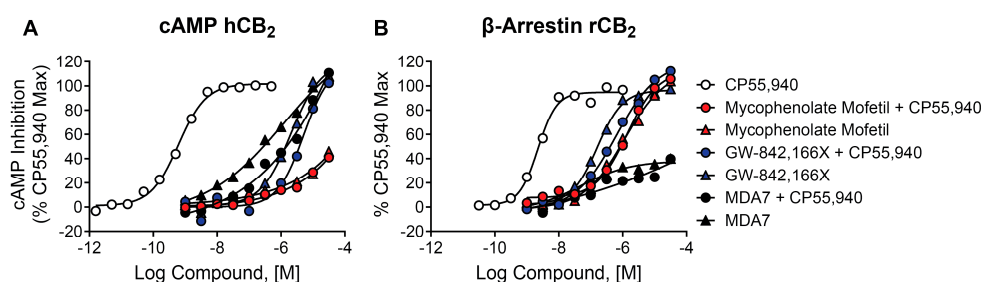 A
cAMP hCB2
cAMP Inhibition
(% CP55,940 Max)
120
100
80
60
40
20
0
-20
-12
-10
-8
-6
-4
Log Compound, [M]
B
β-Arrestin rCB2
% CP55,940 Max
120
100
80
60
40
20
0
-20
-12
-10
-8
-6
-4
Log Compound, [M]
CP55,940
Mycophenolate Mofetil + CP55,940
Mycophenolate Mofetil
GW-842,166X + CP55,940
GW-842,166X
MDA7 + CP55,940
MDA7